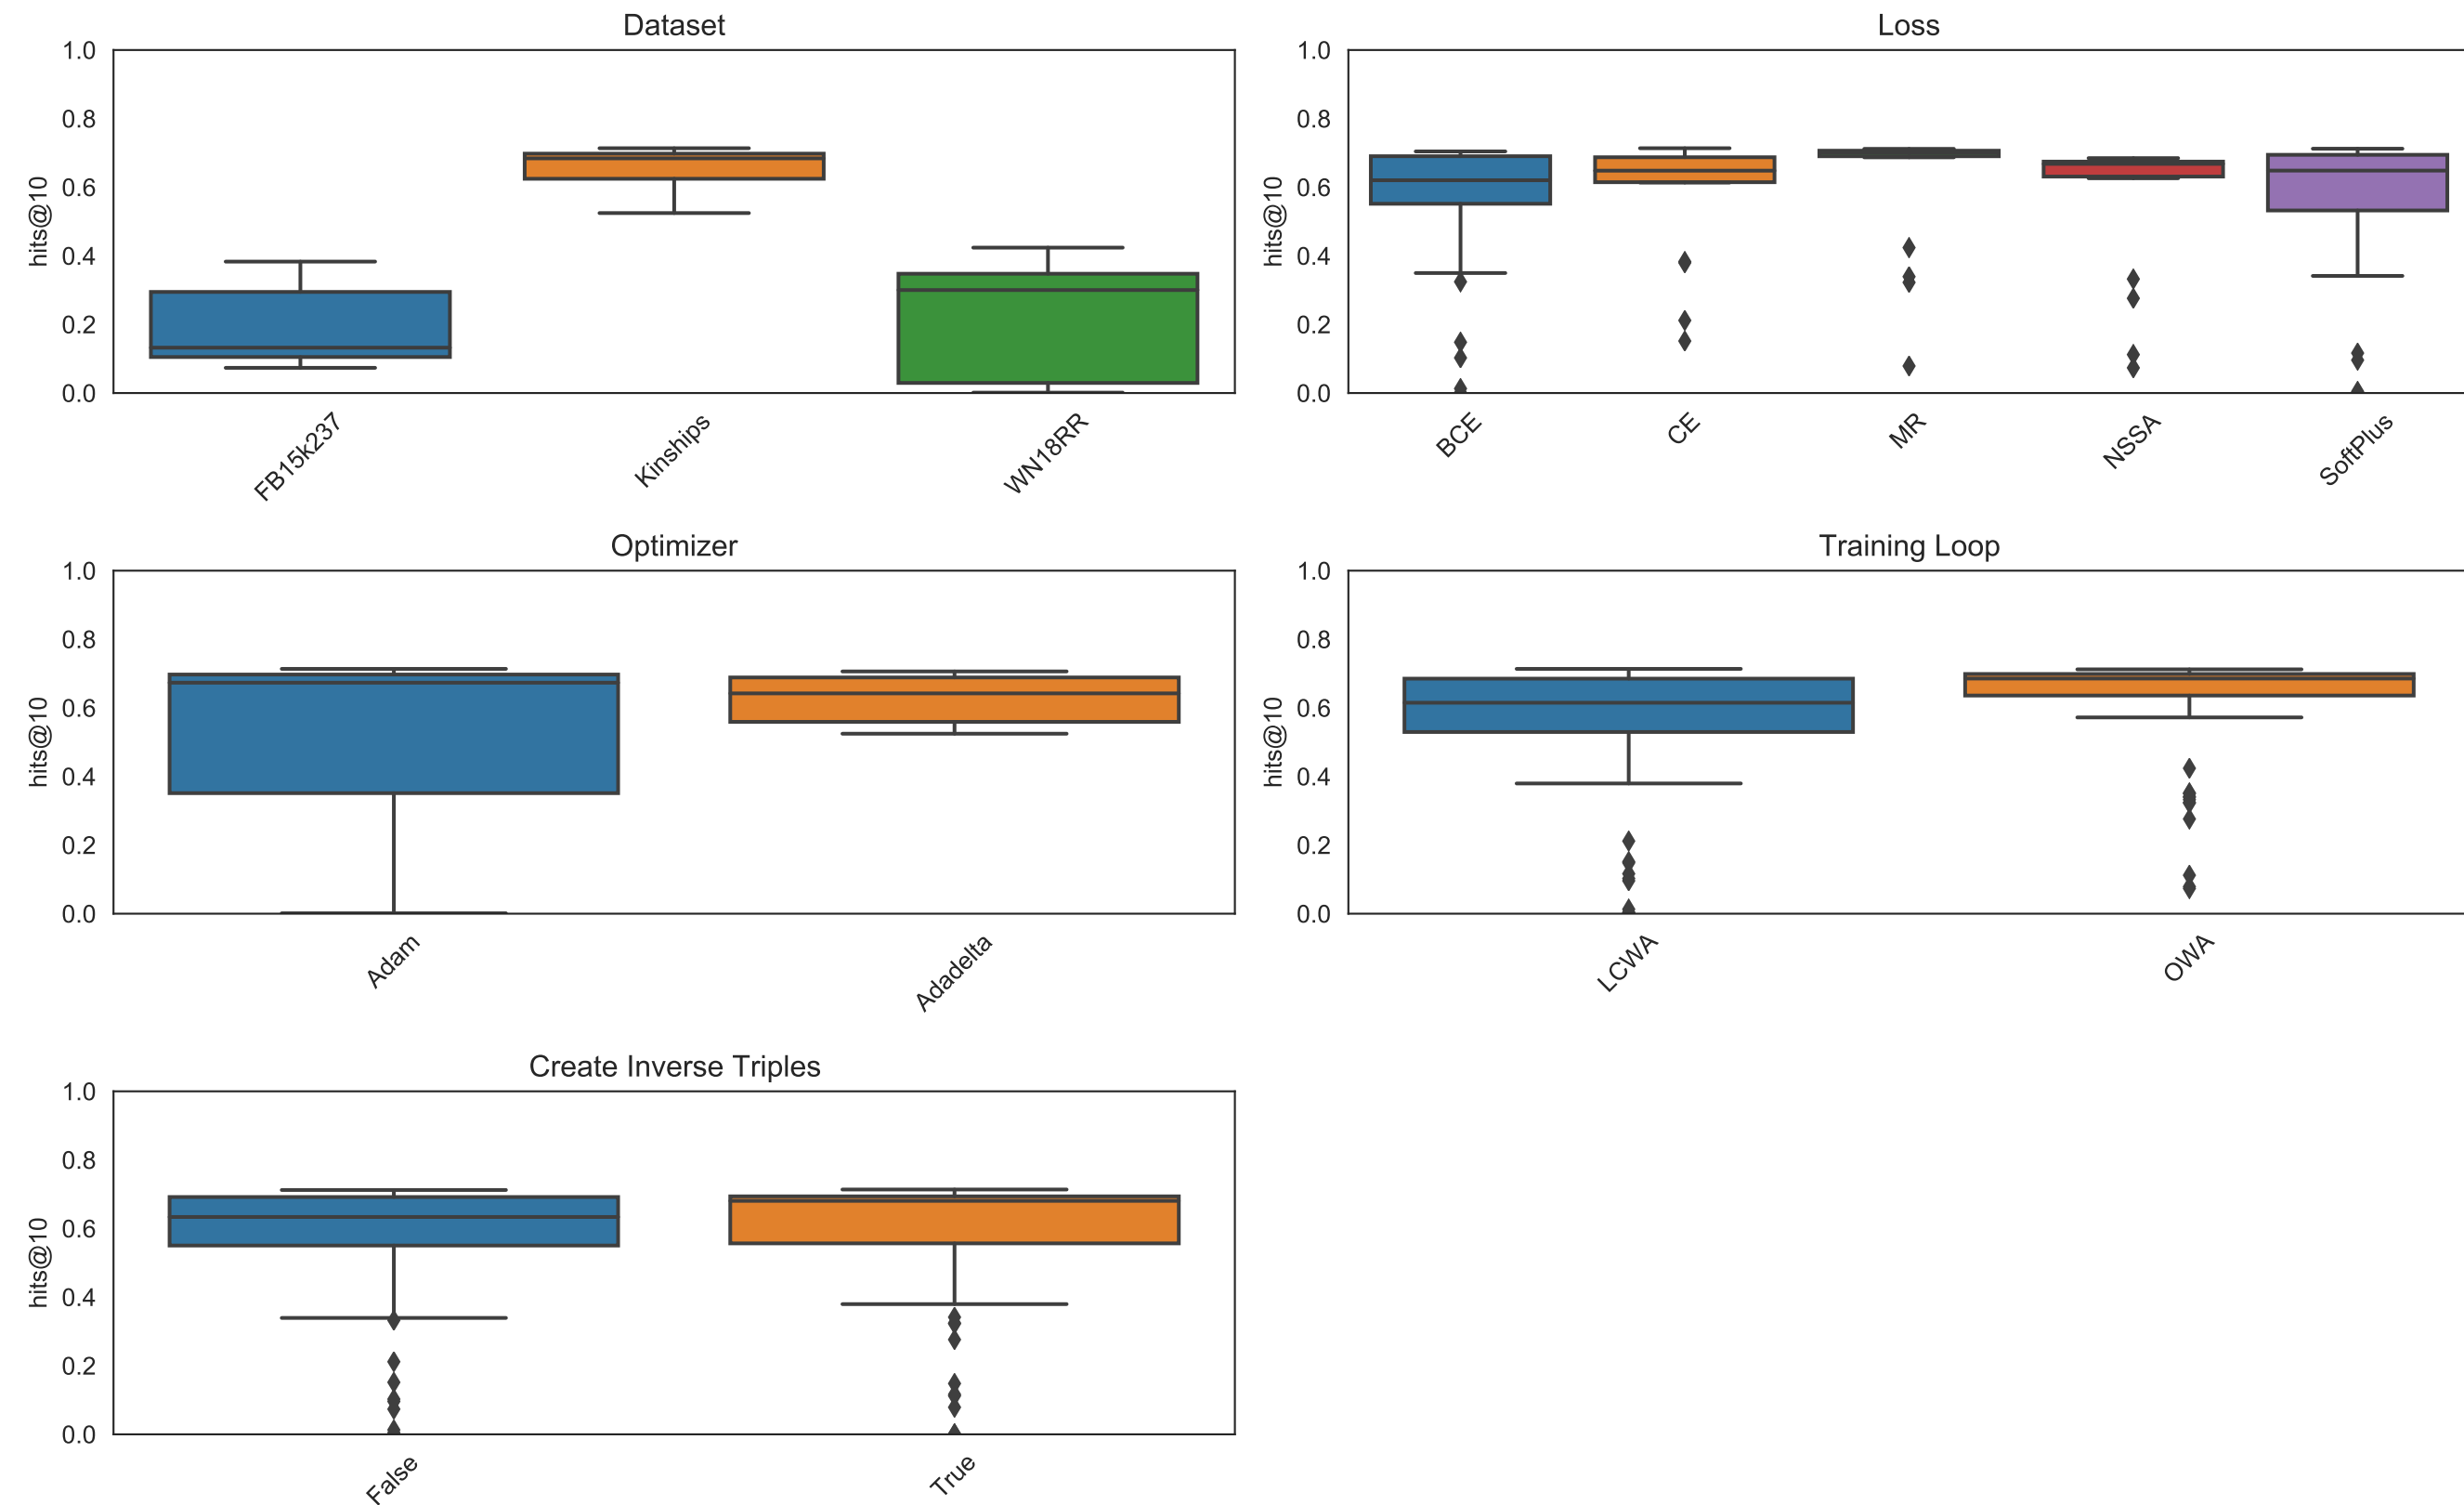 Dataset
1.0
0.8
0.6
0.4
0.2
0.0
hits@10
FB15k237
Kinships
WN18RR
Loss
1.0
0.8
0.6
0.4
0.2
0.0
hits@10
BCE
CE
MR
NSSA
SoftPlus
Optimizer
1.0
0.8
0.6
0.4
0.2
0.0
hits@10
Adam
Adadelta
Training Loop
1.0
0.8
0.6
0.4
0.2
0.0
hits@10
LCWA
OWA
Create Inverse Triples
1.0
0.8
0.6
0.4
0.2
0.0
hits@10
False
True